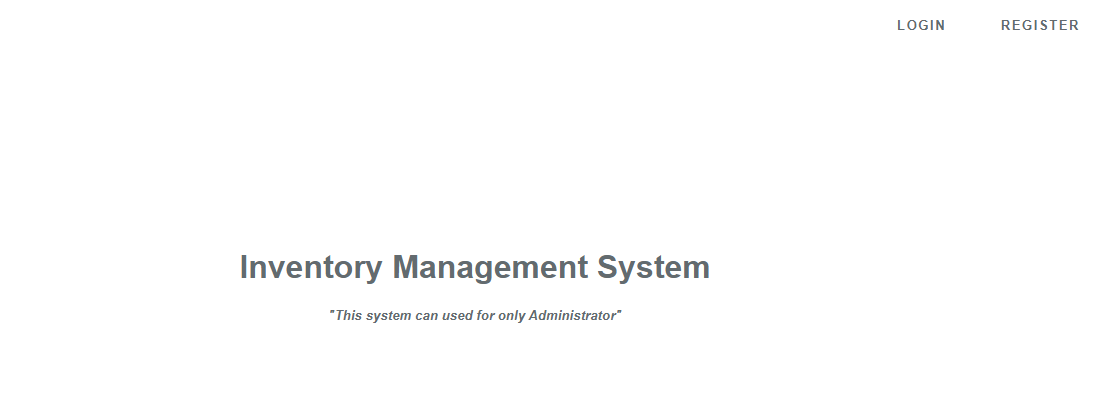 LOGIN REGISTER
Inventory Management System
"This system can used for only Administrator"